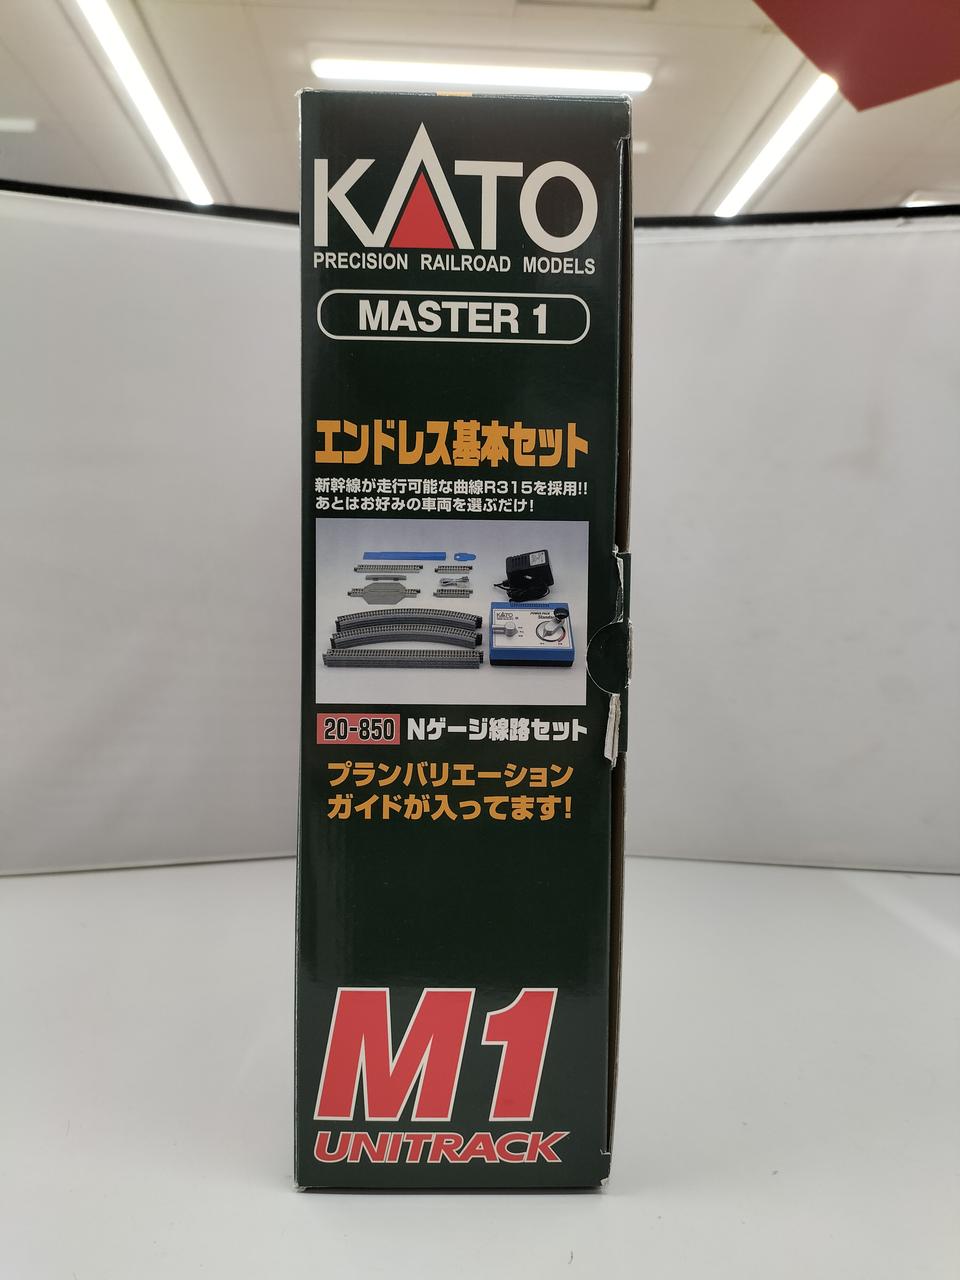 KATO
PRECISION RAILROAD MODELS
MASTER 1
エンドレス基本セット
新幹線が走行可能な曲線R315を採用!!
あとはお好みの車両を選ぶだけ!
KATO
POWER PACK
Standard
20-850 Nゲージ線路セット
プランバリエーション
ガイドが入ってます!
M1
UNITRACK